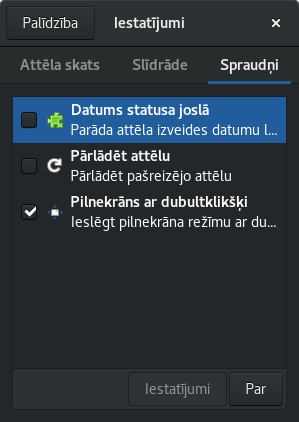 Palīdzība
Iestatījumi
Attēla skats
Slīdrāde
Spraudņi
Datums statusa joslā
Parāda attēla izveides datumu l...
Pārlādēt attēlu
Pārlādēt pašreizējo attēlu
Pilnekrāns ar dubultklikšķi
Ieslēgt pilnekrāna režīmu ar du...
Iestatījumi
Par